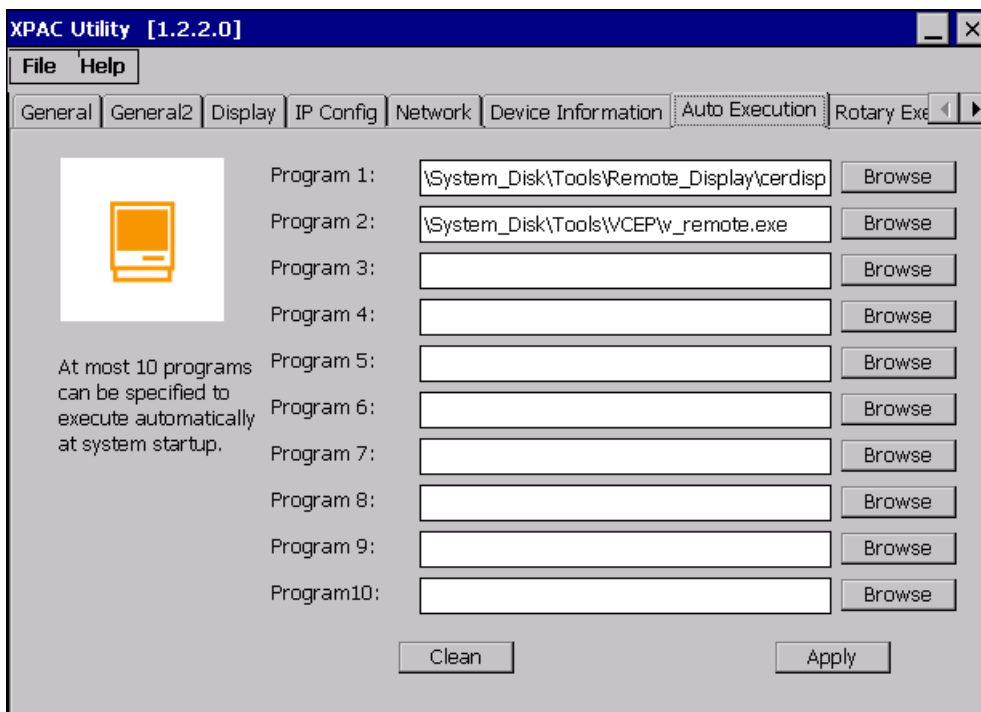 XPAC Utility [1.2.2.0]
File Help
General General2 Display IP Config Network Device Information Auto Execution Rotary Exe
Program 1: \System_Disk\Tools\Remote_Display\cerdisp Browse
Program 2: \System_Disk\Tools\VCEP\v_remote.exe Browse
Program 3: Browse
Program 4: Browse
Program 5: Browse
Program 6: Browse
Program 7: Browse
Program 8: Browse
Program 9: Browse
Program10: Browse
At most 10 programs
can be specified to
execute automatically
at system startup.
Clean Apply